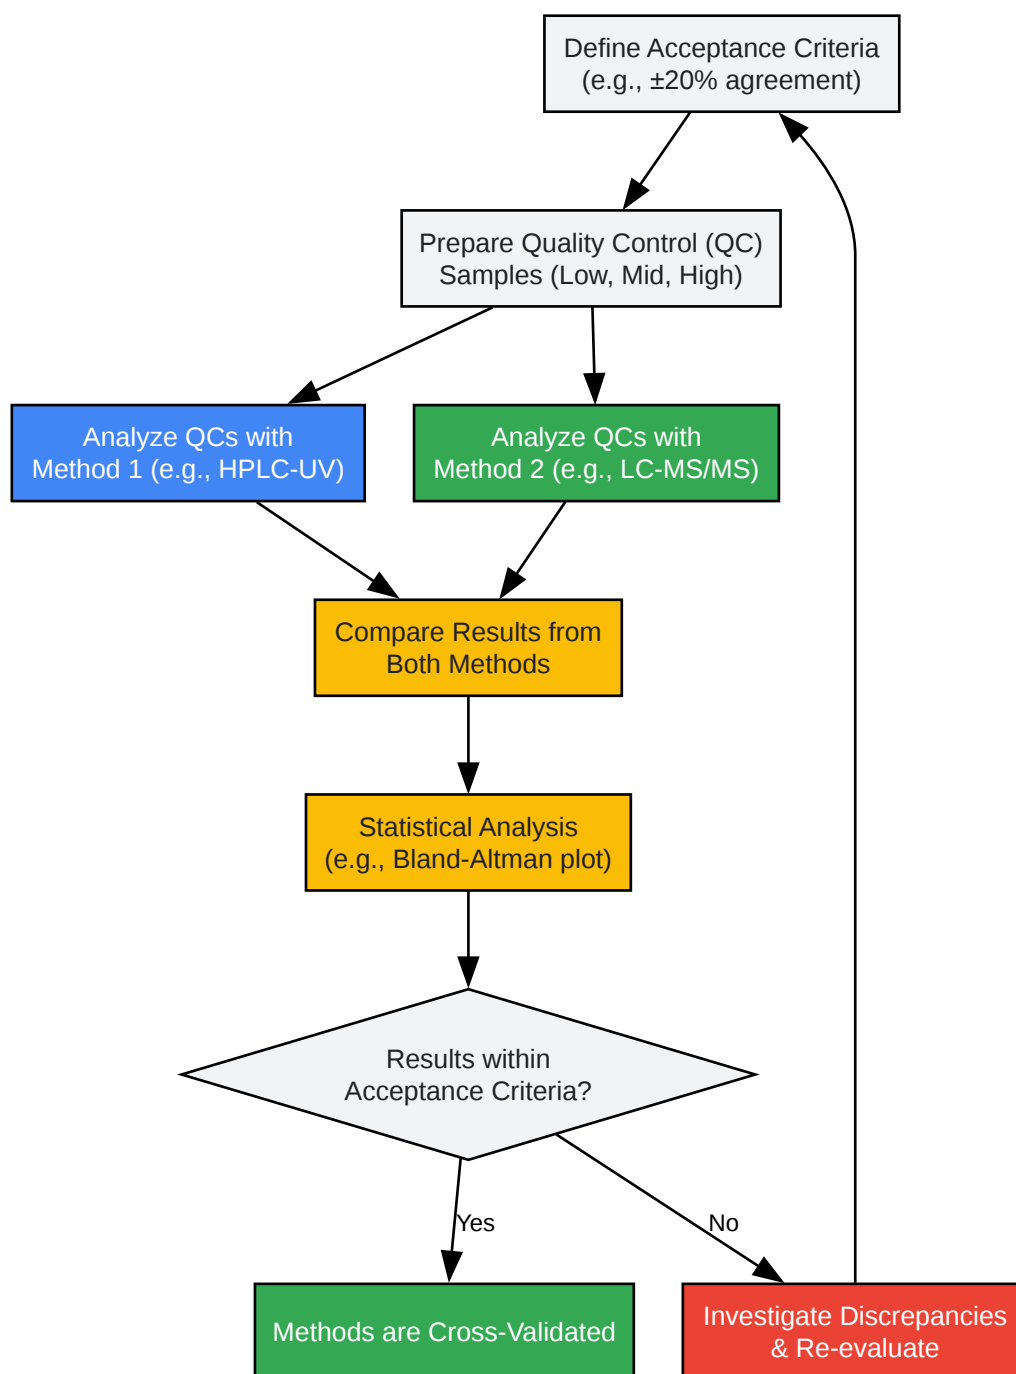 Define Acceptance Criteria
(e.g., ±20% agreement)
Prepare Quality Control (QC)
Samples (Low, Mid, High)
Analyze QCs with
Method 1 (e.g., HPLC-UV)
Analyze QCs with
Method 2 (e.g., LC-MS/MS)
Compare Results from
Both Methods
Statistical Analysis
(e.g., Bland-Altman plot)
Results within
Acceptance Criteria?
Yes
No
Methods are Cross-Validated
Investigate Discrepancies
& Re-evaluate